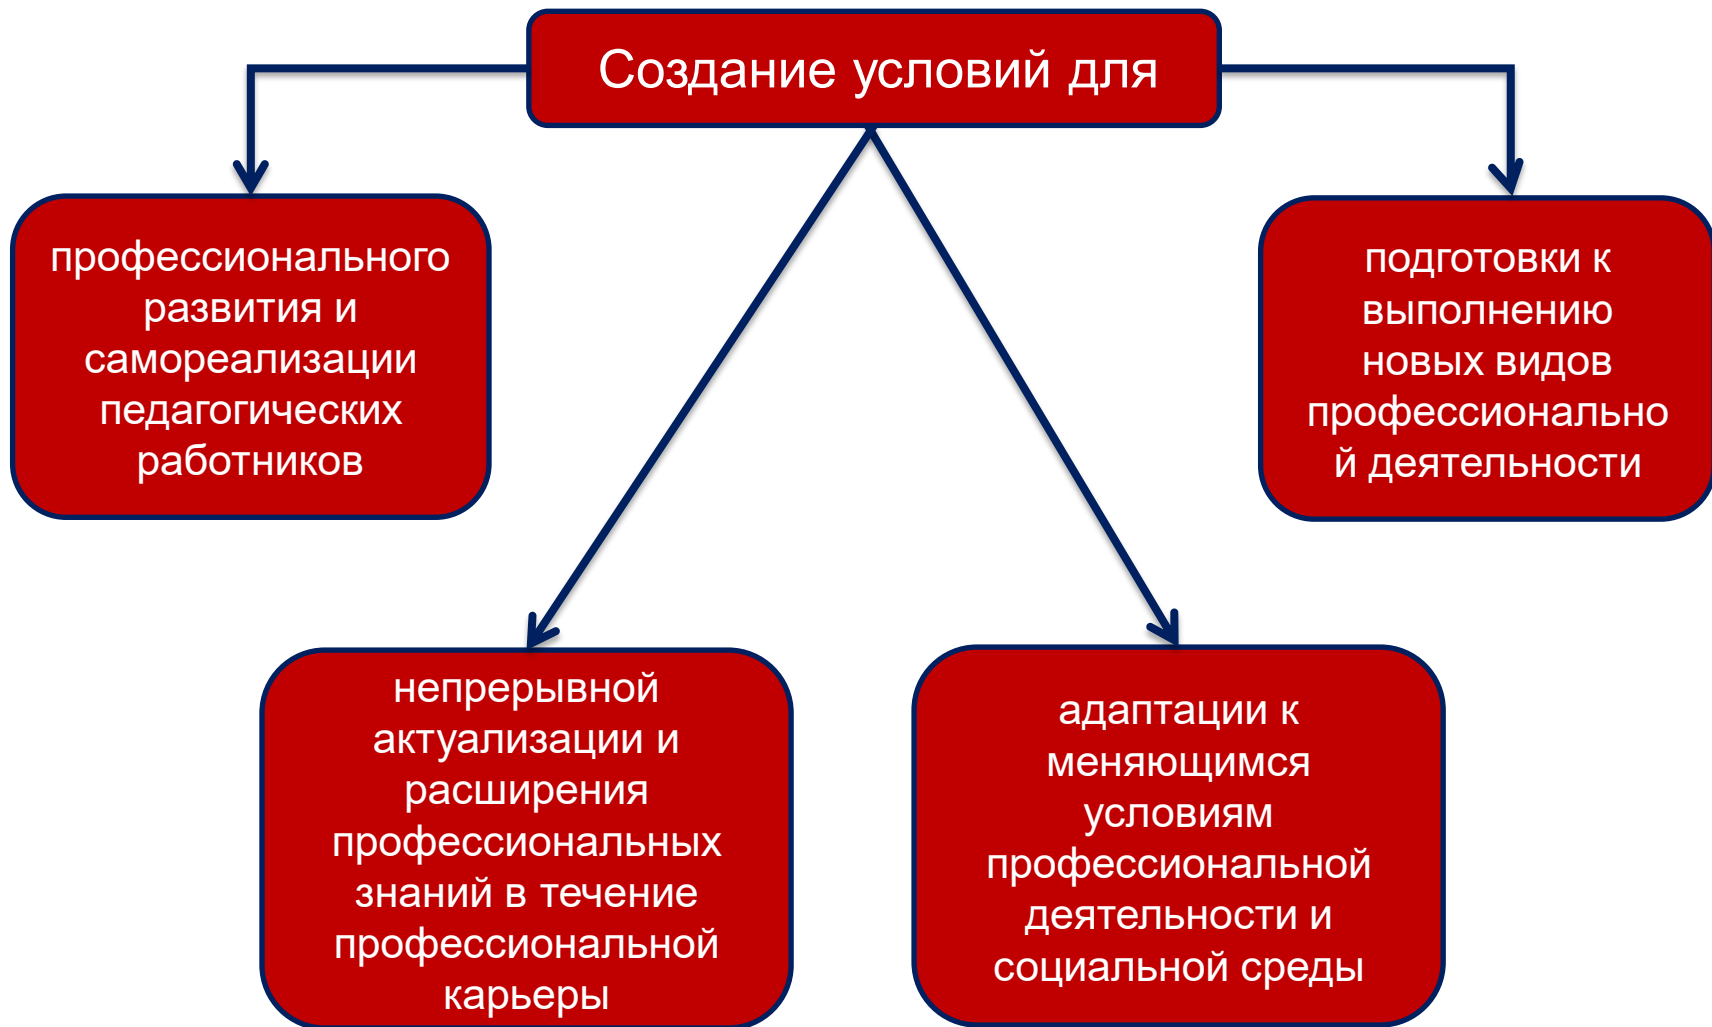 Создание условий для
профессионального
развития и
самореализации
педагогических
работников
подготовки к
выполнению
новых видов
профессионально
й деятельности
непрерывной
актуализации и
расширения
профессиональных
знаний в течение
профессиональной
карьеры
адаптации к
меняющимся
условиям
профессиональной
деятельности и
социальной среды